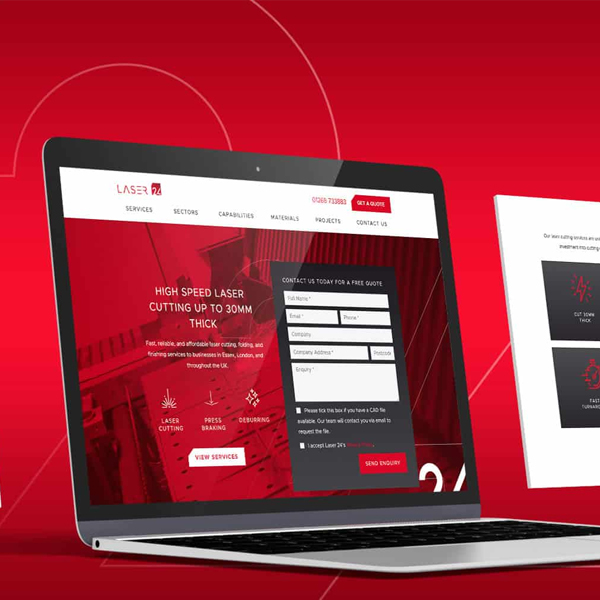 LASER 24
01268 733883
GET A QUOTE
SERVICES
SECTORS
CAPABILITIES
MATERIALS
PROJECTS
CONTACT US
HIGH SPEED LASER
CUTTING UP TO 30MM
THICK
Fast, reliable, and affordable laser cutting, folding, and
finishing services to businesses in Essex, London, and
throughout the UK.
LASER
CUTTING
PRESS
BRAKING
DEBURRING
VIEW SERVICES
CONTACT US TODAY FOR A FREE QUOTE
Full Name *
Email *
Phone *
Company
Company Address *
Postcode
Enquiry *
Please tick this box if you have a CAD file
available. Our team will contact you via email to
request the file.
I accept Laser 24's
SEND ENQUIRY
24
Our laser cutting services are
investment into cutting-
CUT 30MM
THICK
FAST